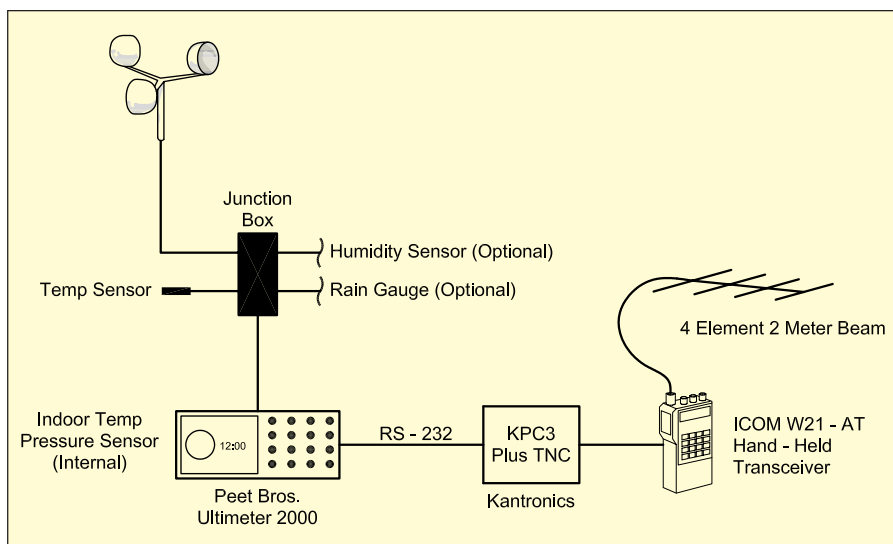 Junction
Box
Humidity Sensor (Optional)
Temp Sensor
Rain Gauge (Optional)
4 Element 2 Meter Beam
Indoor Temp
Pressure Sensor
(Internal)
12:00
RS - 232
KPC3
Plus TNC
ICOM W21 - AT
Hand - Held
Transceiver
Peet Bros.
Ultimeter 2000
Kantronics